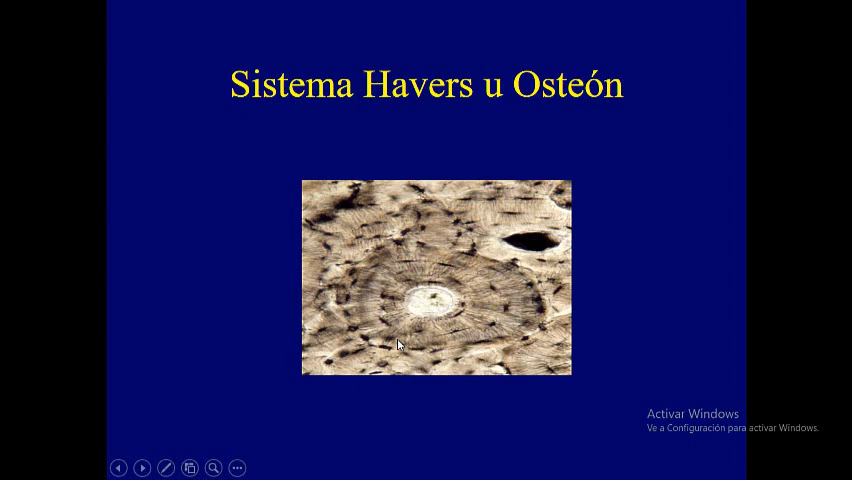 Sistema Havers u Osteón
Activar Windows
Ve a Configuración para activar Windows.